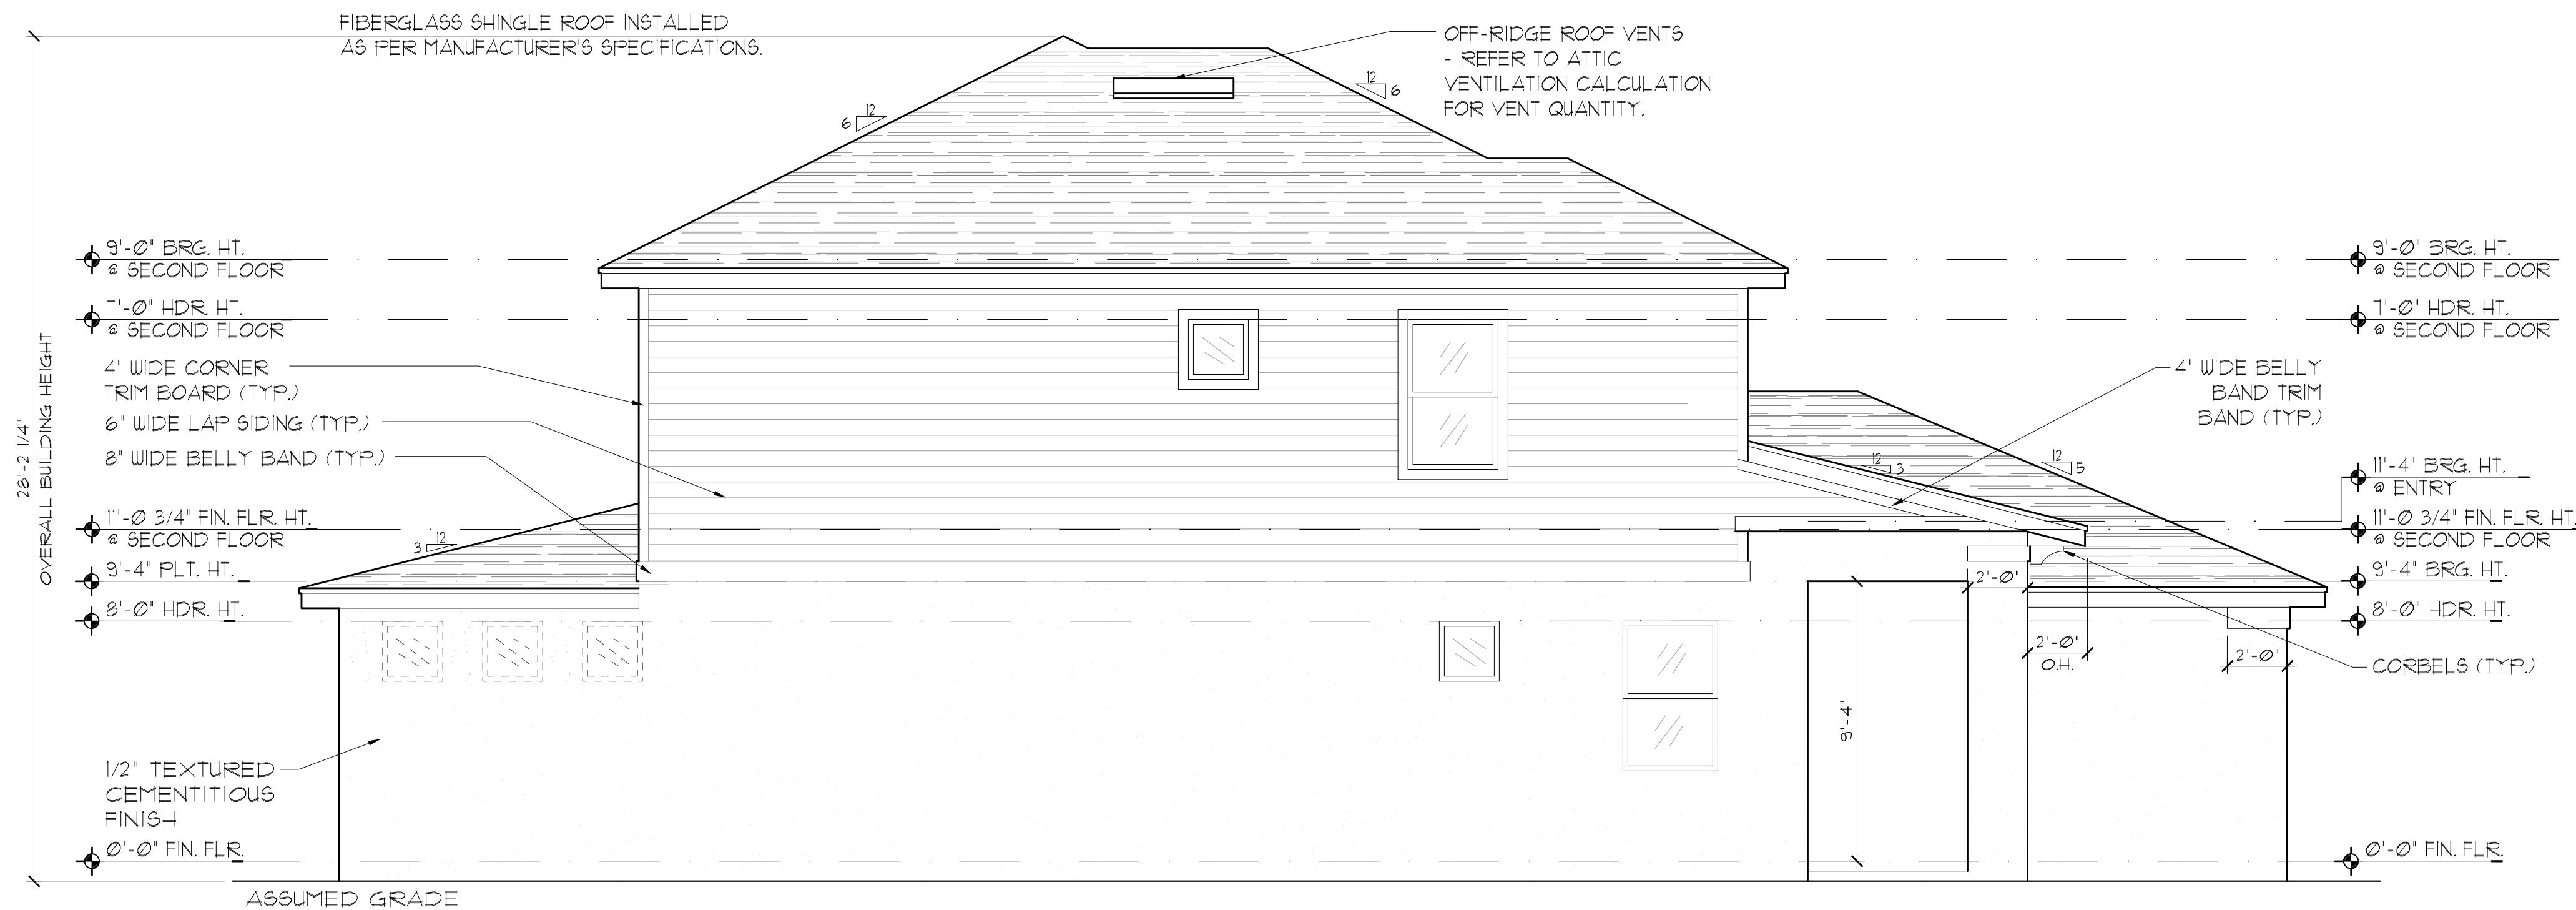 FIBERGLASS SHINGLE ROOF INSTALLED
AS PER MANUFACTURER'S SPECIFICATIONS.
OFF-RIDGE ROOF VENTS
- REFER TO ATTIC
VENTILATION CALCULATION
FOR VENT QUANTITY.
12
6
12
6
9'-0" BRG. HT.
@ SECOND FLOOR
7'-0" HDR. HT.
@ SECOND FLOOR
4" WIDE CORNER
TRIM BOARD (TYP.)
6" WIDE LAP SIDING (TYP.)
8" WIDE BELLY BAND (TYP.)
11'-0 3/4" FIN. FLR. HT.
@ SECOND FLOOR
9'-4" PLT. HT.
8'-0" HDR. HT.
1/2" TEXTURED
CEMENTITIOUS
FINISH
0'-0" FIN. FLR.
ASSUMED GRADE
28'-2 1/4"
OVERALL BUILDING HEIGHT
12
3
12
3
12
5
9'-4"
2'-0"
2'-0"
O.H.
2'-0"
9'-0" BRG. HT.
@ SECOND FLOOR
7'-0" HDR. HT.
@ SECOND FLOOR
4" WIDE BELLY
BAND TRIM
BAND (TYP.)
11'-4" BRG. HT.
@ ENTRY
11'-0 3/4" FIN. FLR. HT.
@ SECOND FLOOR
9'-4" BRG. HT.
8'-0" HDR. HT.
CORBELS (TYP.)
0'-0" FIN. FLR.